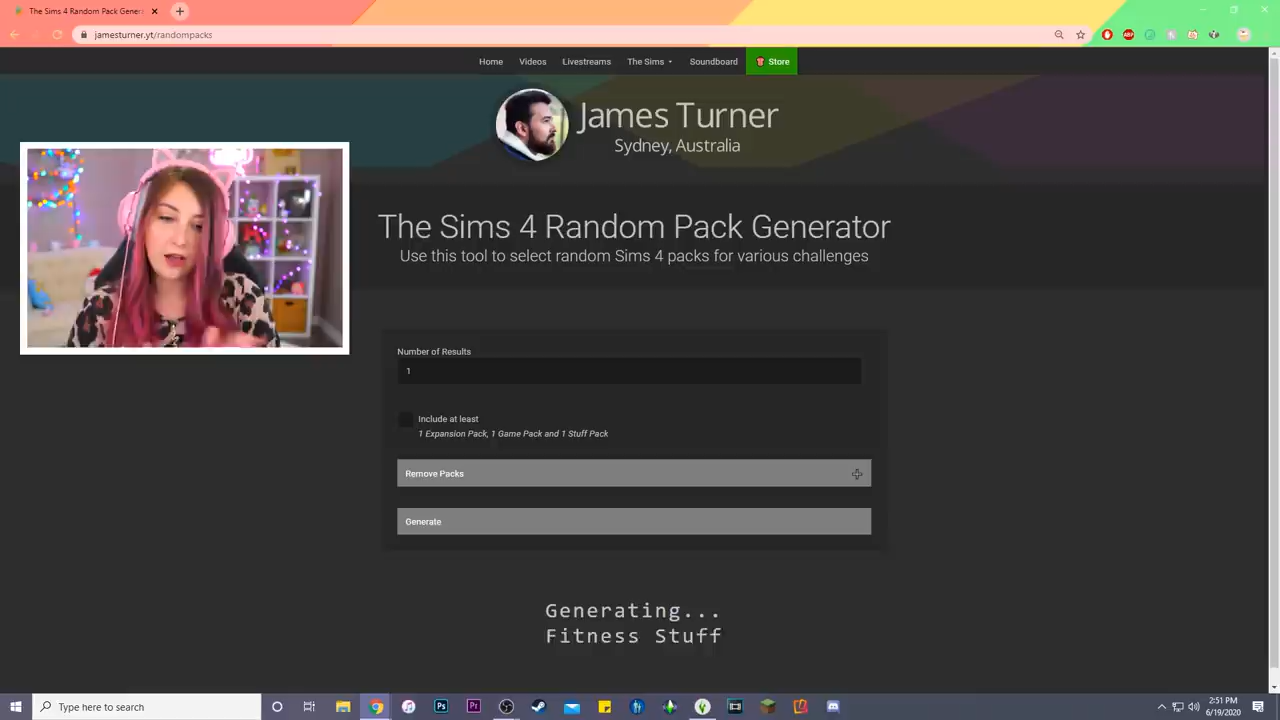 The Sims 4 Random Pack Gener
jamesturner.yt/randompacks
Home Videos Livestreams The Sims Soundboard Store
James Turner
Sydney, Australia
The Sims 4 Random Pack Generator
Use this tool to select random Sims 4 packs for various challenges
Number of Results
1
Include at least
1 Expansion Pack, 1 Game Pack and 1 Stuff Pack
Remove Packs
Generate
Generating...
Fitness Stuff
Type here to search
2:51 PM
6/19/2020